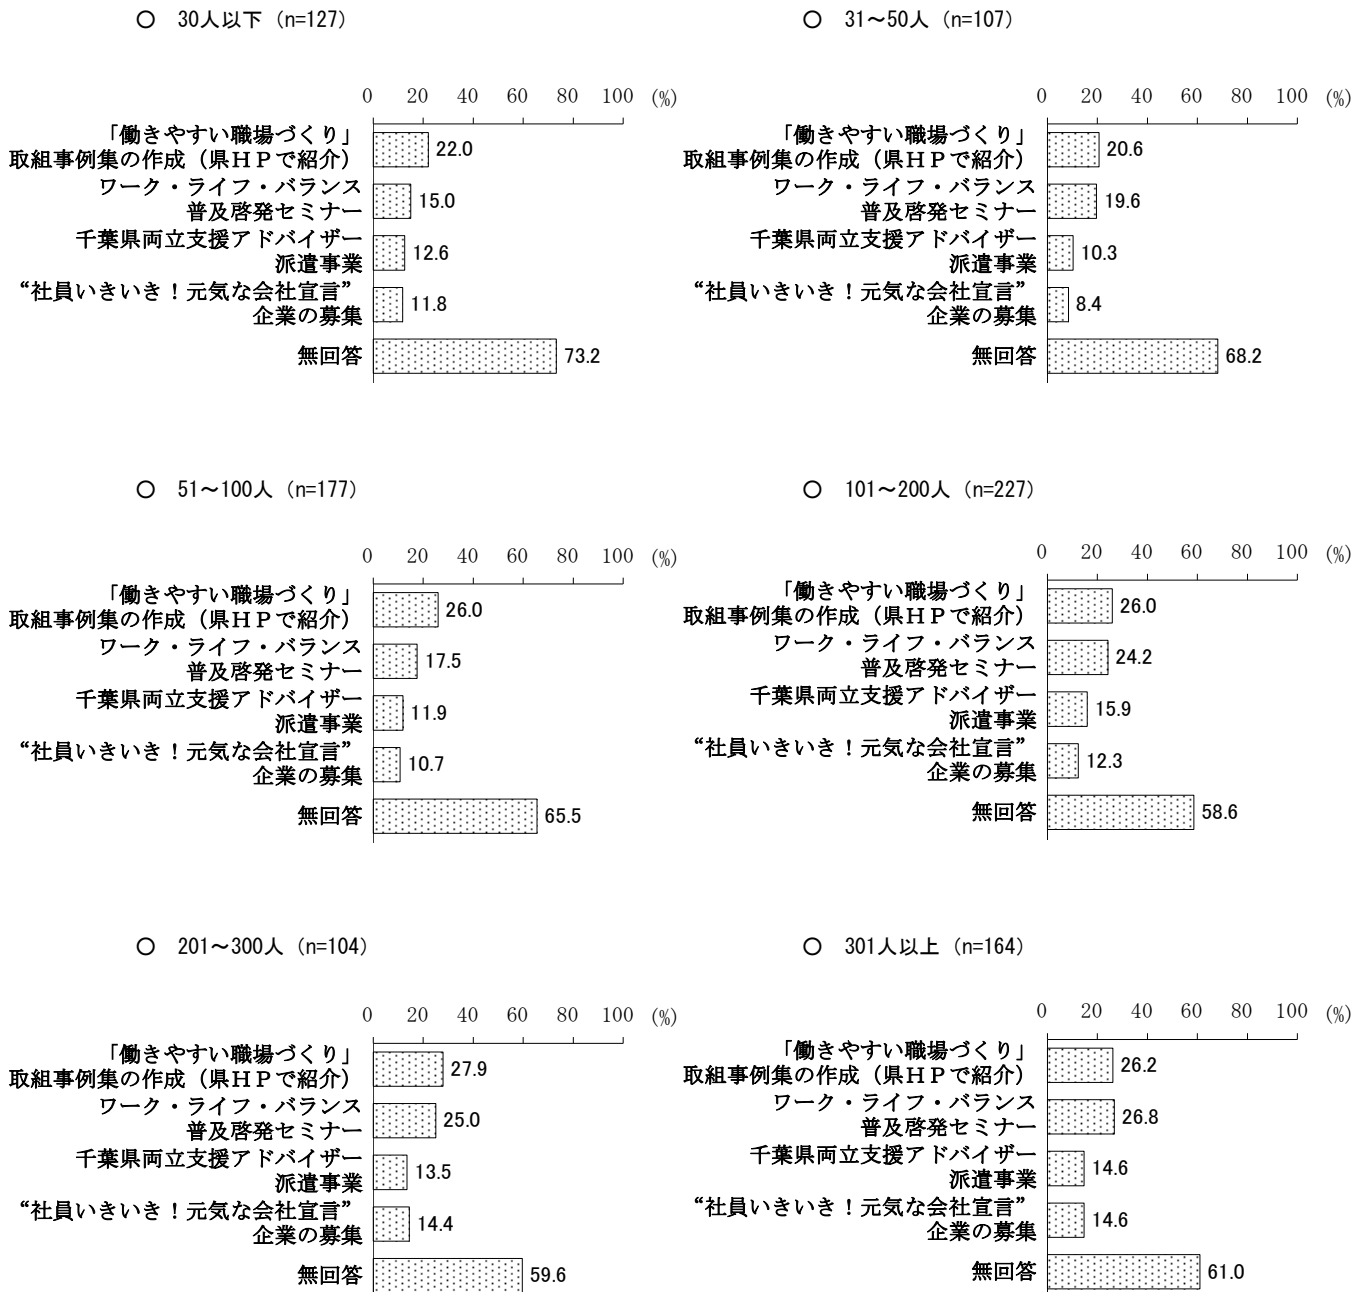 ○ 30人以下（n=127）
0 20 40 60 80 100 (%)
「働きやすい職場づくり」
取組事例集の作成（県ＨＰで紹介）
22.0
ワーク・ライフ・バランス
普及啓発セミナー
15.0
千葉県両立支援アドバイザー
派遣事業
12.6
“社員いきいき！元気な会社宣言”
企業の募集
11.8
無回答
73.2
○ 31～50人（n=107）
0 20 40 60 80 100 (%)
「働きやすい職場づくり」
取組事例集の作成（県ＨＰで紹介）
20.6
ワーク・ライフ・バランス
普及啓発セミナー
19.6
千葉県両立支援アドバイザー
派遣事業
10.3
“社員いきいき！元気な会社宣言”
企業の募集
8.4
無回答
68.2
○ 51～100人（n=177）
0 20 40 60 80 100 (%)
「働きやすい職場づくり」
取組事例集の作成（県ＨＰで紹介）
26.0
ワーク・ライフ・バランス
普及啓発セミナー
17.5
千葉県両立支援アドバイザー
派遣事業
11.9
“社員いきいき！元気な会社宣言”
企業の募集
10.7
無回答
65.5
○ 101～200人（n=227）
0 20 40 60 80 100 (%)
「働きやすい職場づくり」
取組事例集の作成（県ＨＰで紹介）
26.0
ワーク・ライフ・バランス
普及啓発セミナー
24.2
千葉県両立支援アドバイザー
派遣事業
15.9
“社員いきいき！元気な会社宣言”
企業の募集
12.3
無回答
58.6
○ 201～300人（n=104）
0 20 40 60 80 100 (%)
「働きやすい職場づくり」
取組事例集の作成（県ＨＰで紹介）
27.9
ワーク・ライフ・バランス
普及啓発セミナー
25.0
千葉県両立支援アドバイザー
派遣事業
13.5
“社員いきいき！元気な会社宣言”
企業の募集
14.4
無回答
59.6
○ 301人以上（n=164）
0 20 40 60 80 100 (%)
「働きやすい職場づくり」
取組事例集の作成（県ＨＰで紹介）
26.2
ワーク・ライフ・バランス
普及啓発セミナー
26.8
千葉県両立支援アドバイザー
派遣事業
14.6
“社員いきいき！元気な会社宣言”
企業の募集
14.6
無回答
61.0